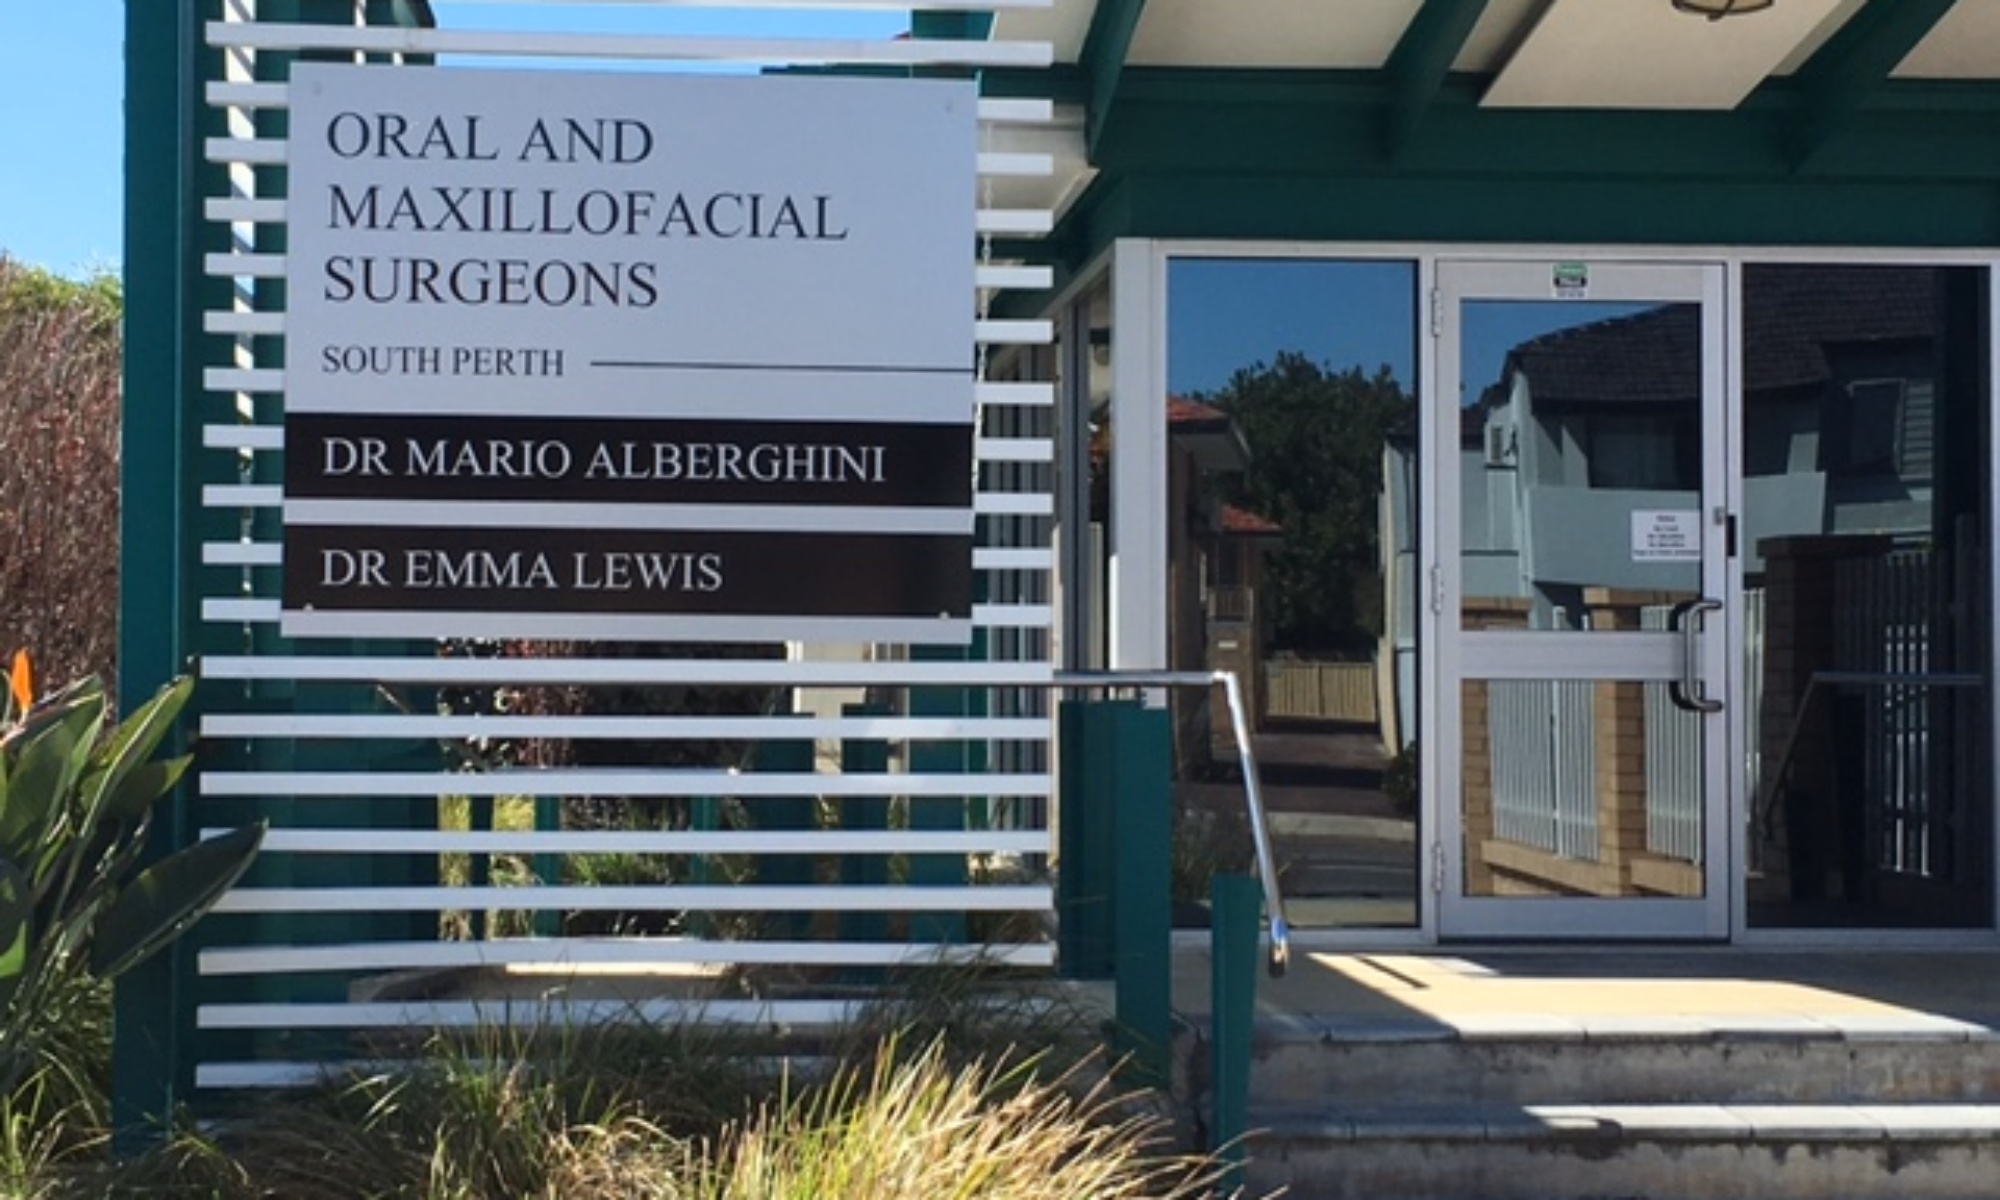 ORAL AND
MAXILLOFACIAL
SURGEONS
SOUTH PERTH
DR MARIO ALBERGHINI
DR EMMA LEWIS